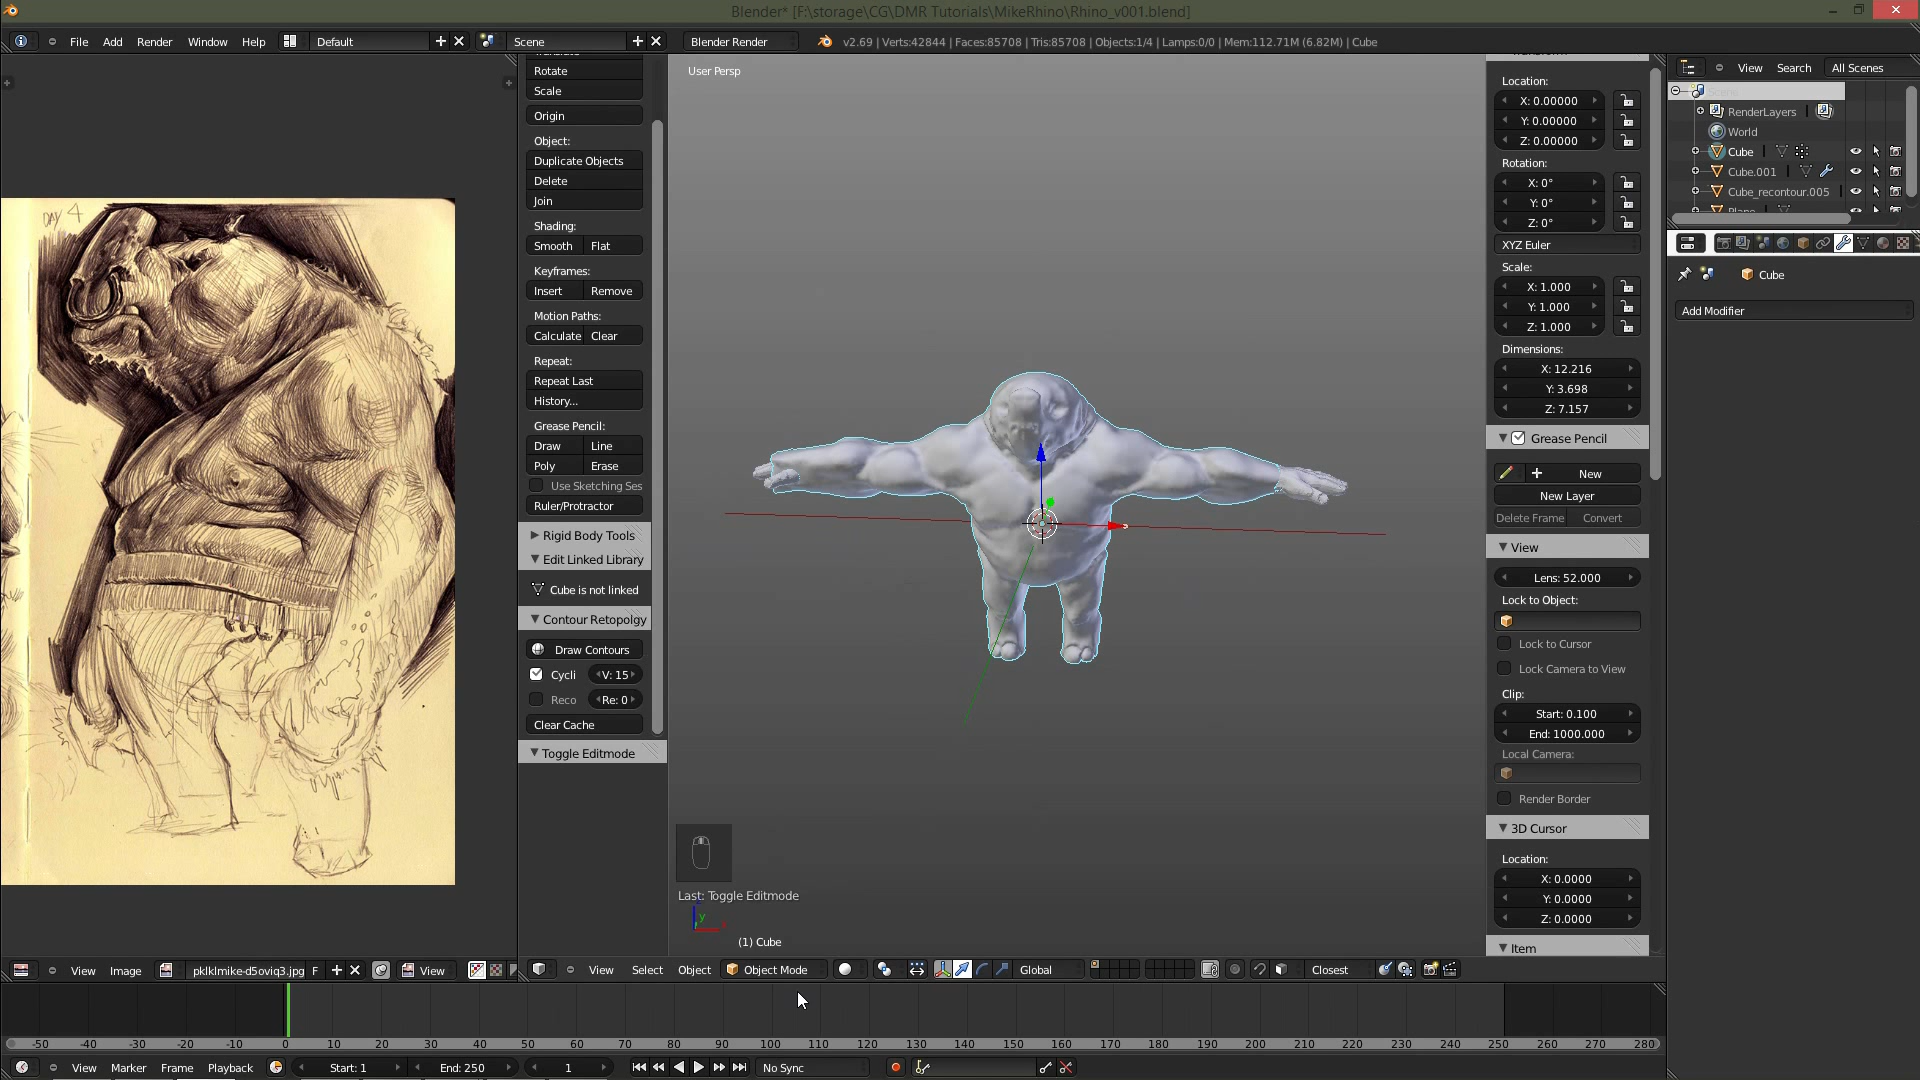 Blender* [F:\storage\CG\DMR Tutorials\MikeRhino\Rhino_v001.blend]
File Add Render Window Help Default Scene Blender Render v2.69 | Verts:42844 | Faces:85708 | Tris:85708 | Objects:1/4 | Lamps:0/0 | Mem:112.71M (6.82M) | Cube
Rotate
Scale
Origin
Object:
Duplicate Objects
Delete
Join
Shading:
Smooth Flat
Keyframes:
Insert Remove
Motion Paths:
Calculate Clear
Repeat:
Repeat Last
History...
Grease Pencil:
Draw Line
Poly Erase
Use Sketching Ses
Ruler/Protractor
Rigid Body Tools
Edit Linked Library
Cube is not linked
Contour Retopolgy
Draw Contours
Cycli V: 15
Reco Re: 0
Clear Cache
Toggle Editmode
DAY 4
User Persp
Last: Toggle Editmode
y
(1) Cube
Location:
X: 0.00000
Y: 0.00000
Z: 0.00000
Rotation:
X: 0°
Y: 0°
Z: 0°
XYZ Euler
Scale:
X: 1.000
Y: 1.000
Z: 1.000
Dimensions:
X: 12.216
Y: 3.698
Z: 7.157
Grease Pencil
New
New Layer
Delete Frame Convert
View
Lens: 52.000
Lock to Object:
Lock to Cursor
Lock Camera to View
Clip:
Start: 0.100
End: 1000.000
Local Camera:
Render Border
3D Cursor
Location:
X: 0.0000
Y: 0.0000
Z: 0.0000
Item
View Search All Scenes
RenderLayers
World
Cube
Cube.001
Cube_recontour.005
Plane
Cube
Add Modifier
View Image pklklmike-d5oviq3.jpg F View
View Select Object Object Mode Global Closest
-50 -40 -30 -20 -10 0 10 20 30 40 50 60 70 80 90 100 110 120 130 140 150 160 170 180 190 200 210 220 230 240 250 260 270 280
View Marker Frame Playback Start: 1 End: 250 1 No Sync